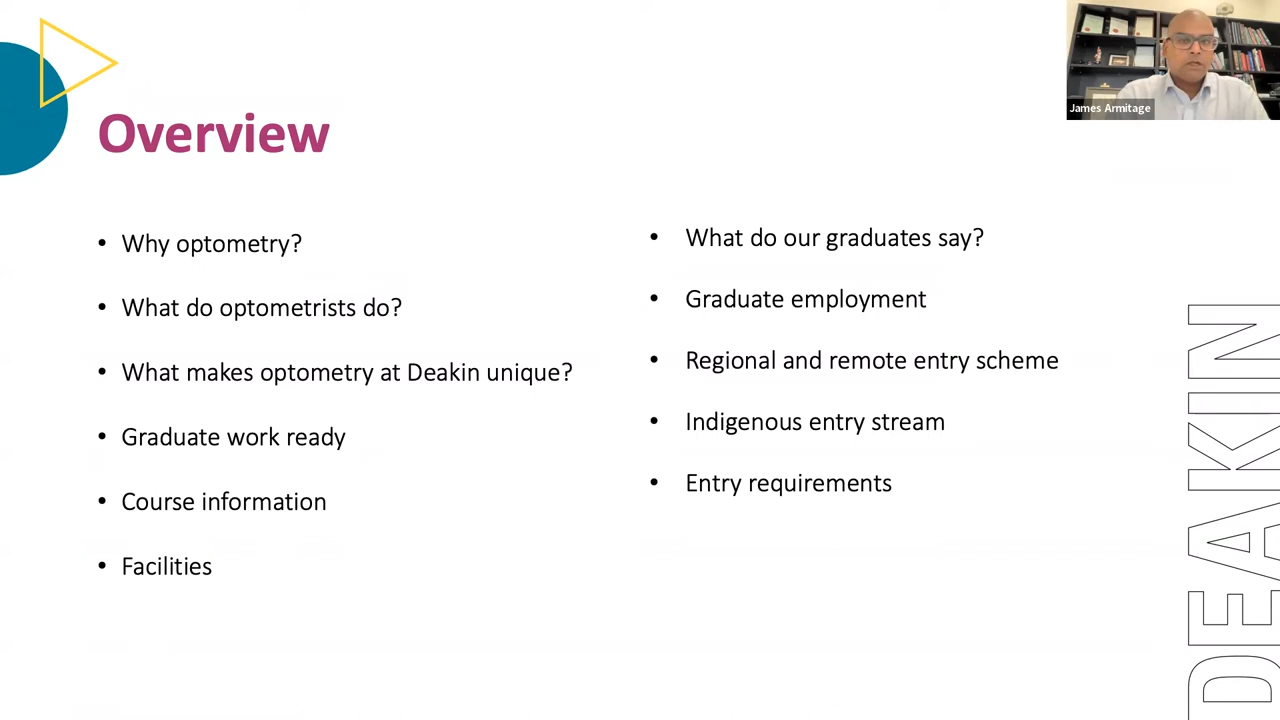 James Armitage
Overview
• Why optometry?
• What do optometrists do?
• What makes optometry at Deakin unique?
• Graduate work ready
• Course information
• Facilities
• What do our graduates say?
• Graduate employment
• Regional and remote entry scheme
• Indigenous entry stream
• Entry requirements
DEAKIN